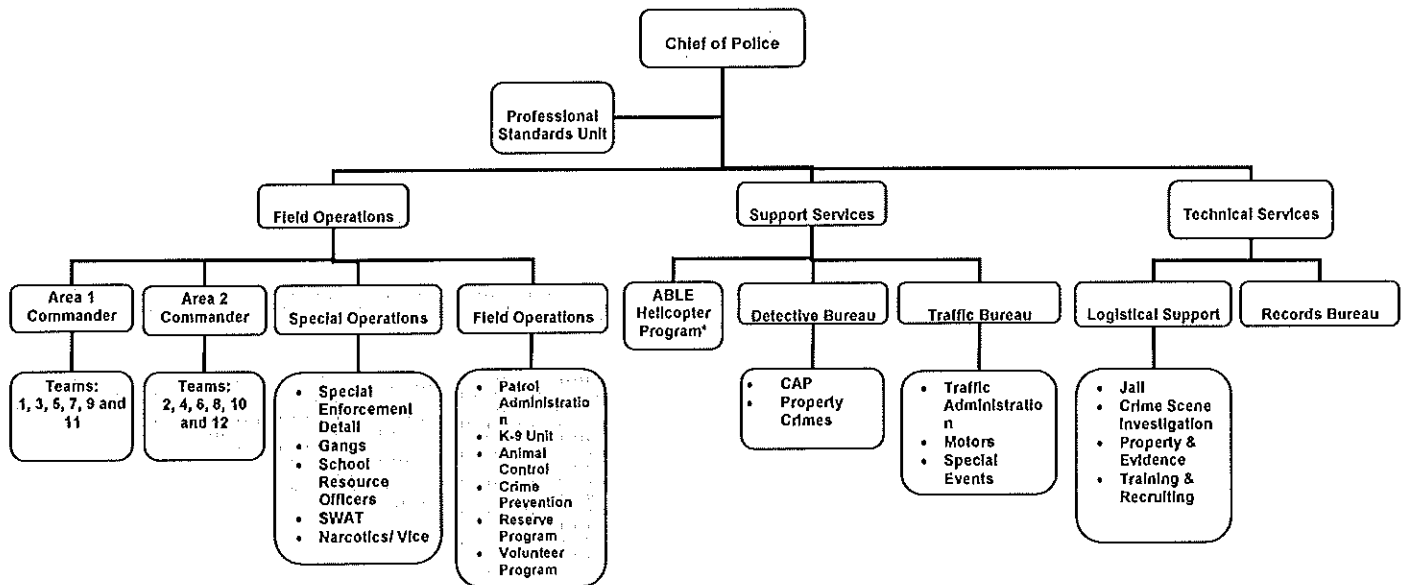 Chief of Police
Professional
Standards Unit
Field Operations
Support Services
Technical Services
Area 1
Commander
Area 2
Commander
Special Operations
Field Operations
ABLE
Helicopter
Program*
Detective Bureau
Traffic Bureau
Logistical Support
Records Bureau
Teams:
1, 3, 5, 7, 9 and
11
Teams:
2, 4, 6, 8, 10
and 12
• Special
Enforcement
Detail
• Gangs
• School
Resource
Officers
• SWAT
• Narcotics/ Vice
• Patrol
Administratio
n
• K-9 Unit
• Animal
Control
• Crime
Prevention
• Reserve
Program
• Volunteer
Program
• CAP
• Property
Crimes
• Traffic
Administratio
n
• Motors
• Special
Events
• Jail
• Crime Scene
Investigation
• Property &
Evidence
• Training &
Recruiting